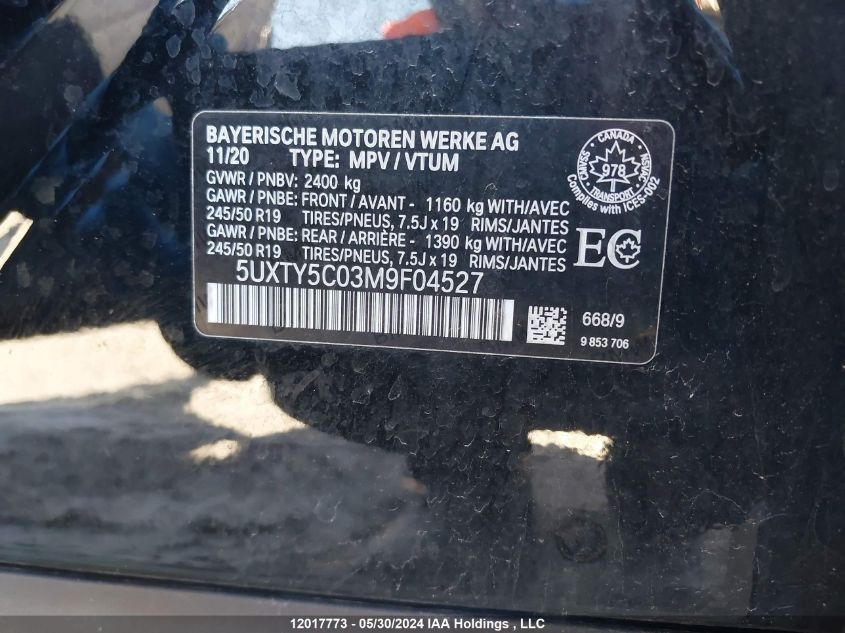 BAYERISCHE MOTOREN WERKE AG
11/20 TYPE: MPV / VTUM
GVWR / PNBV: 2400 kg
GAWR / PNBE: FRONT / AVANT - 1160 kg WITH/AVEC
245/50 R19 TIRES/PNEUS, 7.5J x 19 RIMS/JANTES
GAWR / PNBE: REAR / ARRIÈRE - 1390 kg WITH/AVEC
245/50 R19 TIRES/PNEUS, 7.5J x 19 RIMS/JANTES
CANADA
978
TRANSPORT
CMVSS
NSVAC
Complies with ICES-002
EC
5UXTY5C03M9F04527
668/9
9 853 706
12017773 - 05/30/2024 IAA Holdings, LLC